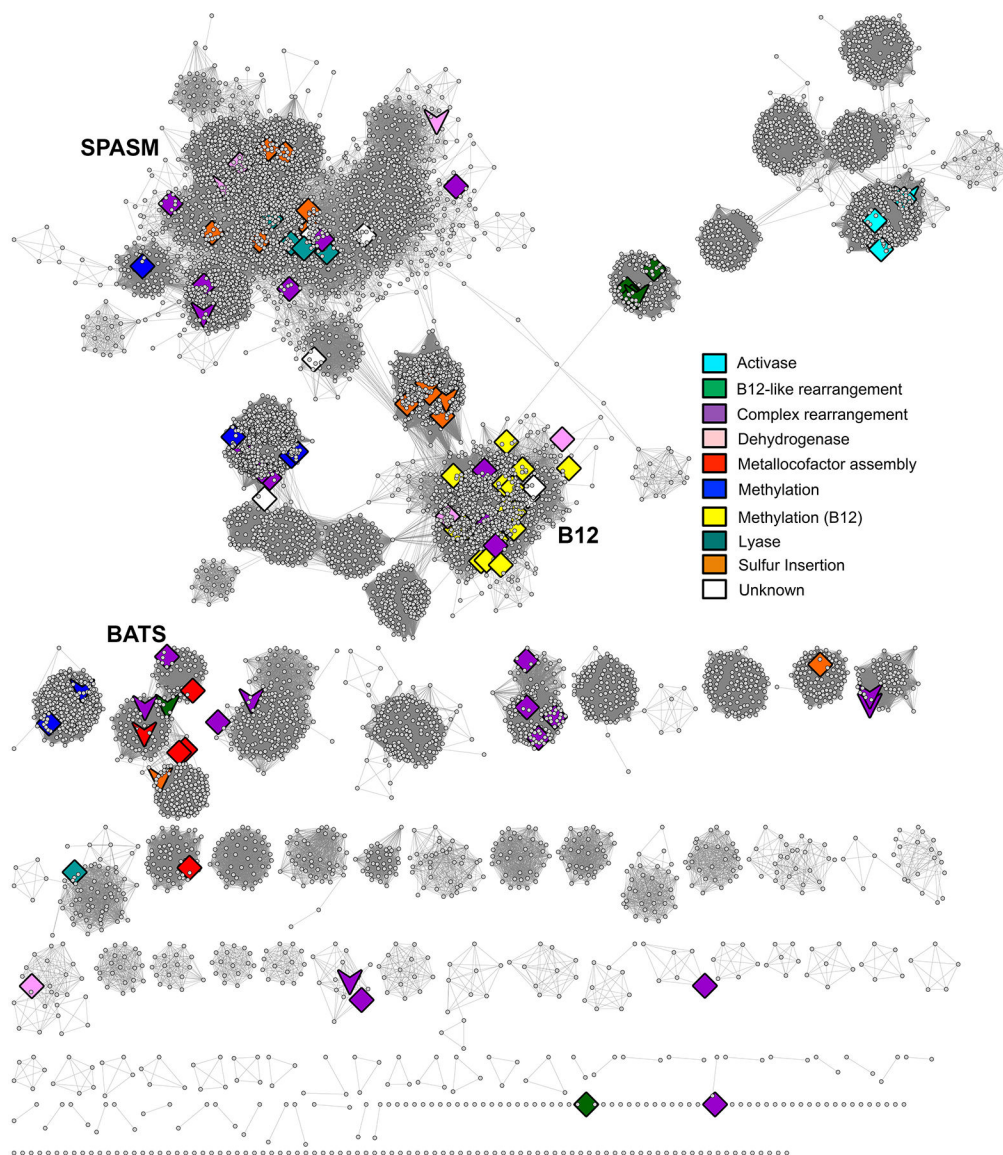 SPASM
Activase
B12-like rearrangement
Complex rearrangement
Dehydrogenase
Metallocofactor assembly
Methylation
Methylation (B12)
Lyase
Sulfur Insertion
Unknown
B12
BATS